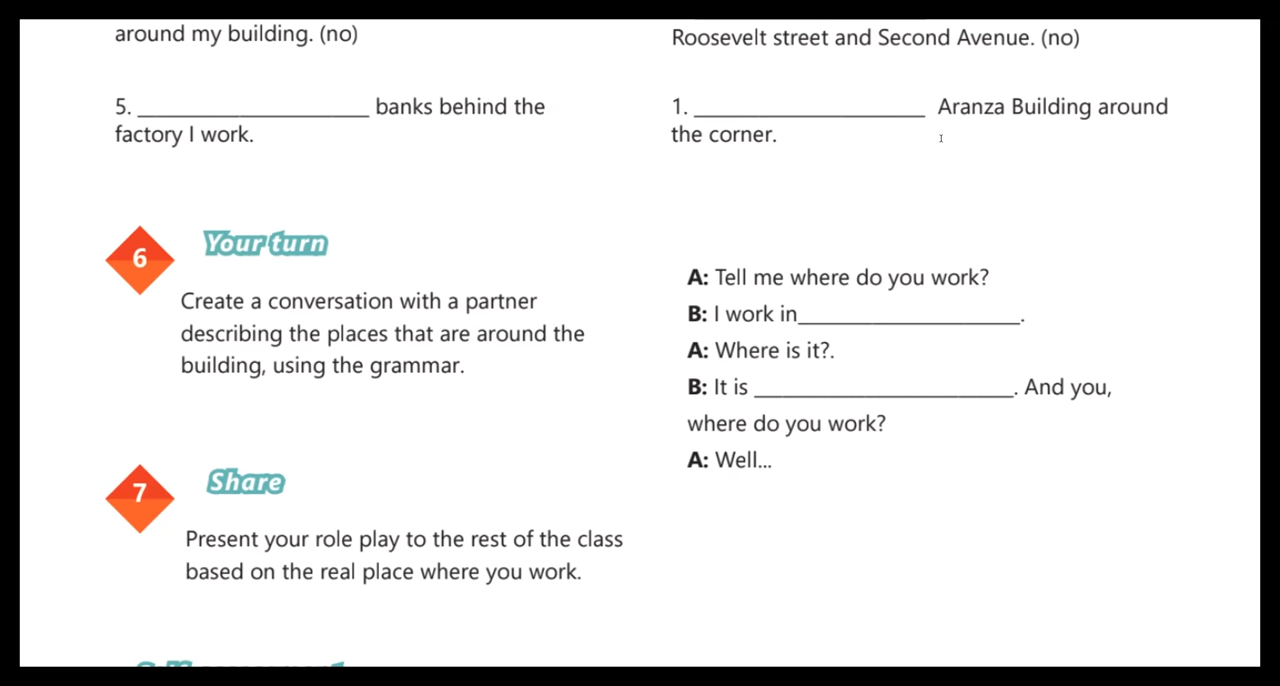 around my building. (no)
5. _____________________ banks behind the
factory I work.
Roosevelt street and Second Avenue. (no)
1. _____________________ Aranza Building around
the corner.
6
Your turn
Create a conversation with a partner
describing the places that are around the
building, using the grammar.
7
Share
Present your role play to the rest of the class
based on the real place where you work.
A: Tell me where do you work?
B: I work in____________________.
A: Where is it?.
B: It is ________________________. And you,
where do you work?
A: Well...